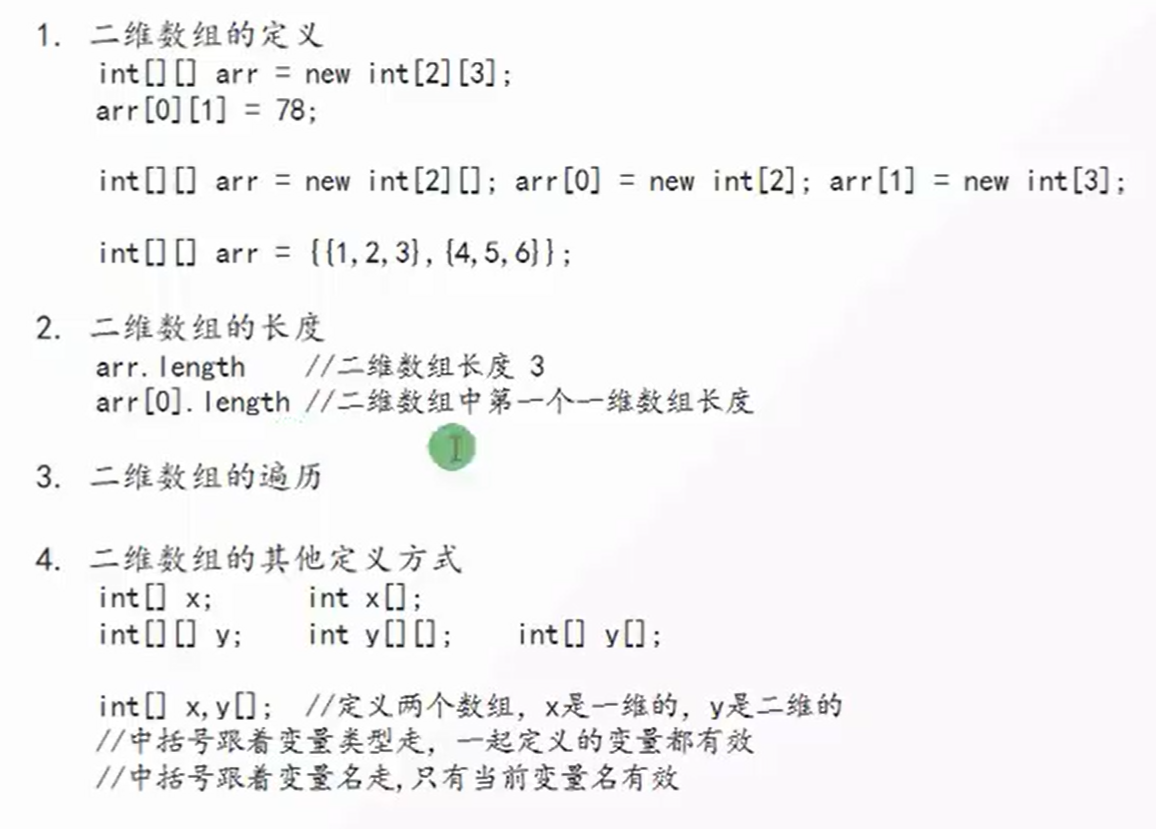 1. 二维数组的定义
int[][] arr = new int[2][3];
arr[0][1] = 78;
int[][] arr = new int[2][]; arr[0] = new int[2]; arr[1] = new int[3];
int[][] arr = {{1,2,3},{4,5,6}};
2. 二维数组的长度
arr.length //二维数组长度 3
arr[0].length //二维数组中第一个一维数组长度
3. 二维数组的遍历
4. 二维数组的其他定义方式
int[] x; int x[];
int[][] y; int y[][]; int[] y[];
int[] x,y[]; //定义两个数组，x是一维的，y是二维的
//中括号跟着变量类型走，一起定义的变量都有效
//中括号跟着变量名走,只有当前变量名有效